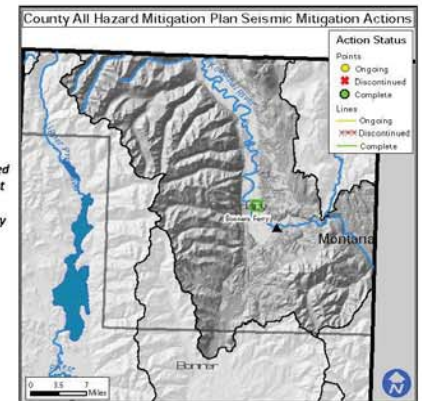 County All Hazard Mitigation Plan Seismic Mitigation Actions
Action Status
Points
Ongoing
Discontinued
Complete
Lines
Ongoing
Discontinued
Complete
Bonners Ferry
Montana
Bonner
0 3.5 7
Miles